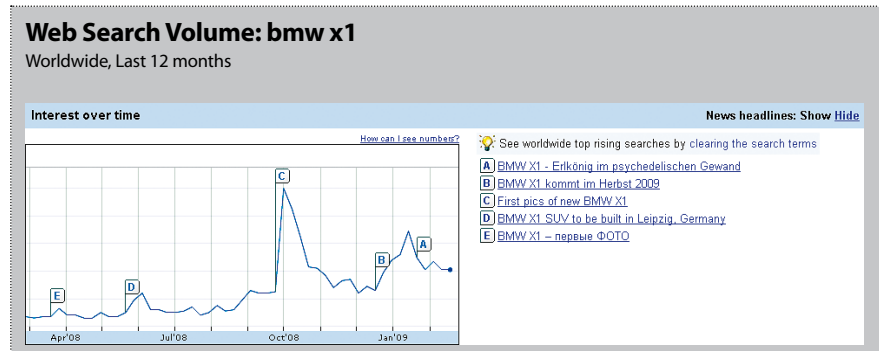 Web Search Volume: bmw x1
Worldwide, Last 12 months
Interest over time
News headlines: Show Hide
How can I see numbers?
See worldwide top rising searches by clearing the search terms
A BMW X1 - Erlkönig im psychedelischen Gewand
B BMW X1 kommt im Herbst 2009
C First pics of new BMW X1
D BMW X1 SUV to be built in Leipzig, Germany
E BMW X1 – первые ФОТО
C
A
B
D
E
Apr'08 Jul'08 Oct'08 Jan'09